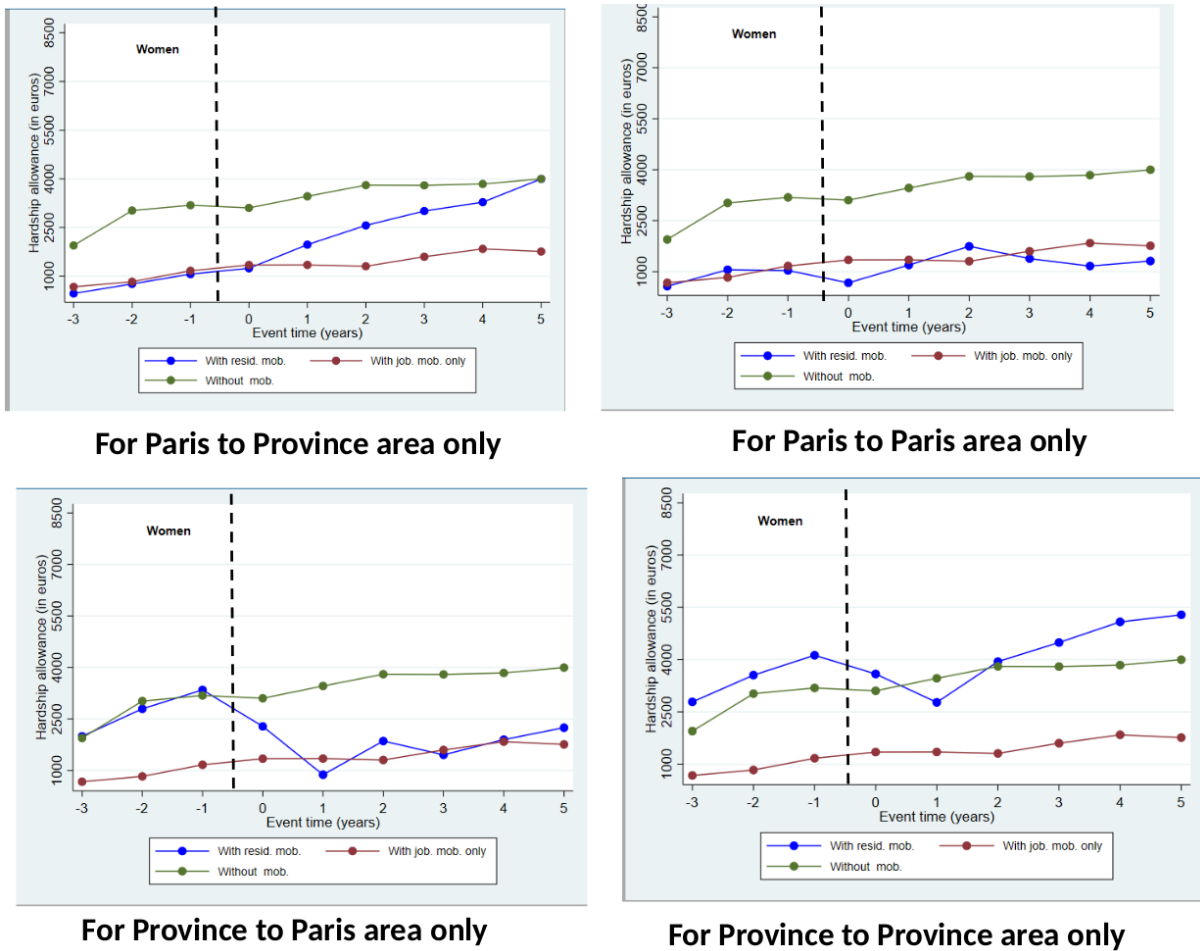 Women
Hardship allowance (in euros)
8500
7000
5500
4000
2500
1000
-3 -2 -1 0 1 2 3 4 5
Event time (years)
With resid. mob. With job. mob. only
Without mob.
For Paris to Province area only
Women
Hardship allowance (in euros)
8500
7000
5500
4000
2500
1000
-3 -2 -1 0 1 2 3 4 5
Event time (years)
With resid. mob. With job. mob. only
Without mob.
For Paris to Paris area only
Women
Hardship allowance (in euros)
8500
7000
5500
4000
2500
1000
-3 -2 -1 0 1 2 3 4 5
Event time (years)
With resid. mob. With job. mob. only
Without mob.
For Province to Paris area only
Women
Hardship allowance (in euros)
8500
7000
5500
4000
2500
1000
-3 -2 -1 0 1 2 3 4 5
Event time (years)
With resid. mob. With job. mob. only
Without mob.
For Province to Province area only